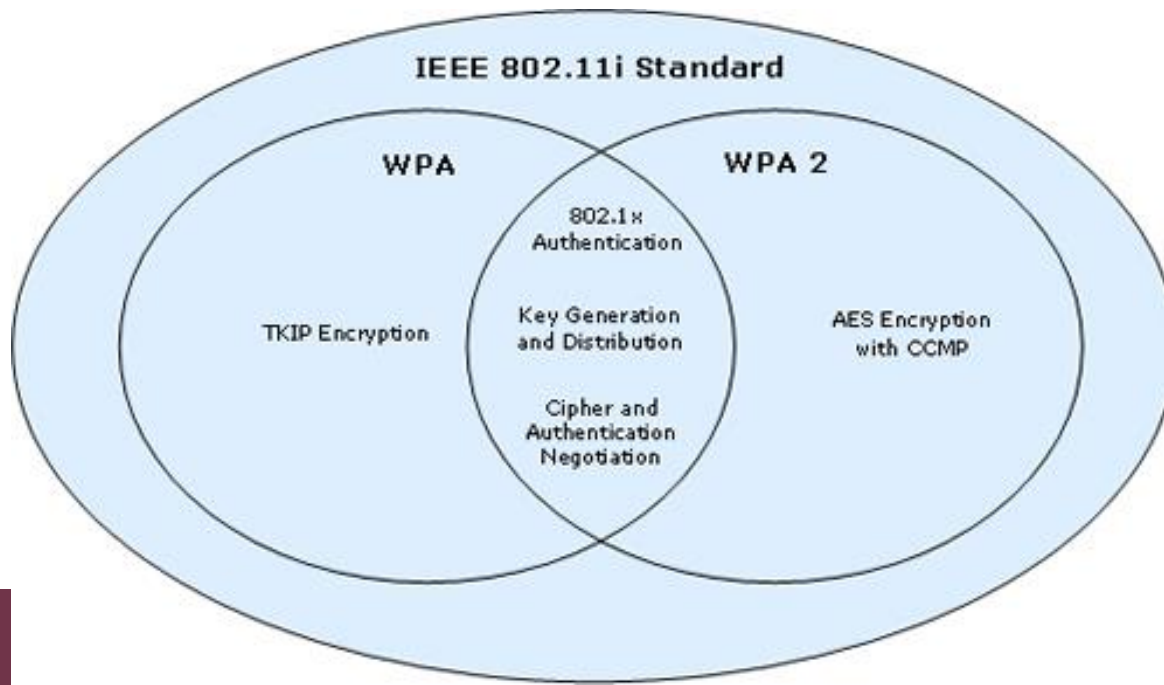 IEEE 802.11i Standard
WPA
WPA 2
802.1x
Authentication
TKIP Encryption
Key Generation
and Distribution
AES Encryption
with CCMP
Cipher and
Authentication
Negotiation